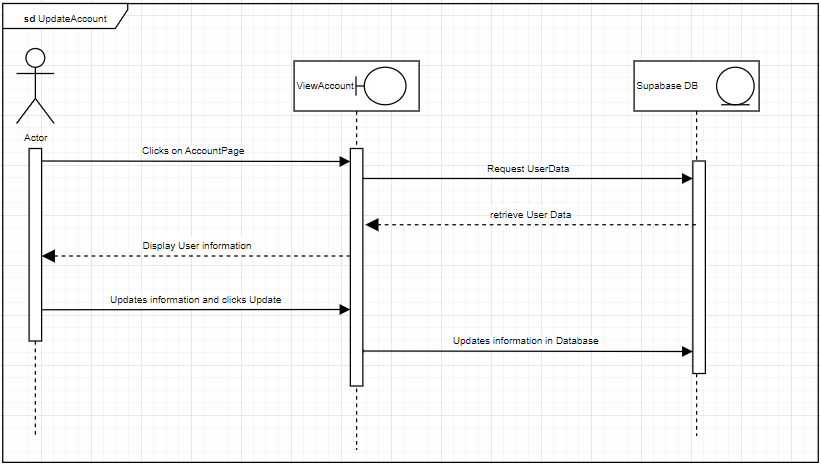 sd UpdateAccount
ViewAccount
Supabase DB
Actor
Clicks on AccountPage
Request UserData
retrieve User Data
Display User information
Updates information and clicks Update
Updates information in Database